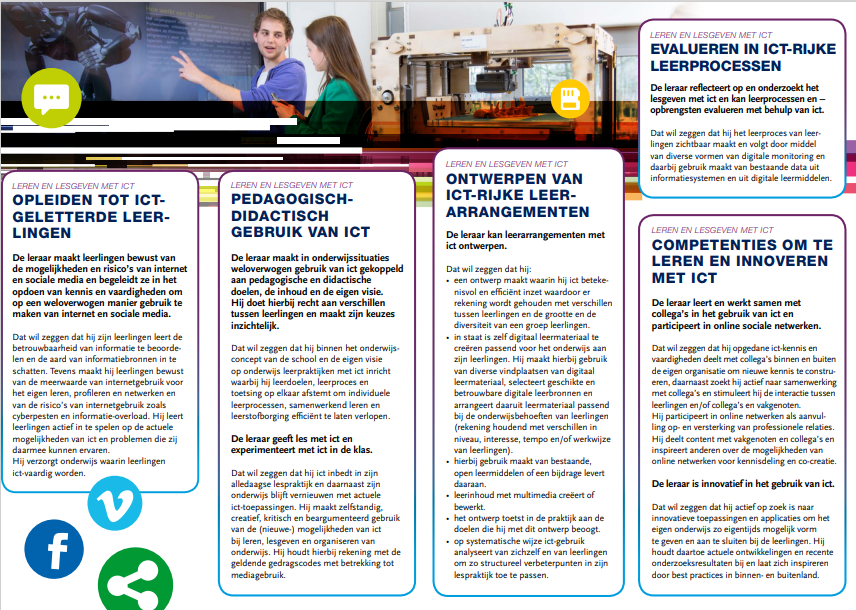 LEREN EN LESGEVEN MET ICT
OPLEIDEN TOT ICT-
GELETTERDE LEER-
LINGEN
De leraar maakt leerlingen bewust van
de mogelijkheden en risico's van internet
en sociale media en begeleidt ze in het
opdoen van kennis en vaardigheden om
op een weloverwogen manier gebruik te
maken van internet en sociale media.
Dat wil zeggen dat hij zijn leerlingen leert de
betrouwbaarheid van informatie te beoorde-
len en de aard van informatiebronnen in te
schatten. Tevens maakt hij leerlingen bewust
van de meerwaarde van internetgebruik voor
het eigen leren, profileren en netwerken en
van de risico's van internetgebruik zoals
cyberpesten en informatie-overload. Hij leert
leerlingen actief in te spelen op de actuele
mogelijkheden van ict en problemen die zij
daarmee kunnen ervaren.
Hij verzorgt onderwijs waarin leerlingen
ict-vaardig worden.
LEREN EN LESGEVEN MET ICT
PEDAGOGISCH-
DIDACTISCH
GEBRUIK VAN ICT
De leraar maakt in onderwijssituaties
weloverwogen gebruik van ict gekoppeld
aan pedagogische en didactische
doelen, de inhoud en de eigen visie.
Hij doet hierbij recht aan verschillen
tussen leerlingen en maakt zijn keuzes
inzichtelijk.
Dat wil zeggen dat hij binnen het onderwijs-
concept van de school en de eigen visie
op onderwijs leerpraktijken met ict inricht
waarbij hij leerdoelen, leerproces en
toetsing op elkaar afstemt om individuele
leerprocessen, samenwerkend leren en
leerstofborging efficiënt te laten verlopen.
De leraar geeft les met ict en
experimenteert met ict in de klas.
Dat wil zeggen dat hij ict inbedt in zijn
alledaagse lespraktijk en daarnaast zijn
onderwijs blijft vernieuwen met actuele
ict-toepassingen. Hij maakt zelfstandig,
creatief, kritisch en beargumenteerd gebruik
van de (nieuwe-) mogelijkheden van ict
bij leren, lesgeven en organiseren van
onderwijs. Hij houdt hierbij rekening met de
geldende gedragscodes met betrekking tot
mediagebruik.
LEREN EN LESGEVEN MET ICT
ONTWERPEN VAN
ICT-RIJKE LEER-
ARRANGEMENTEN
De leraar kan leerarrangementen met
ict ontwerpen.
Dat wil zeggen dat hij:
• een ontwerp maakt waarin hij ict beteke-
nisvol en efficiënt inzet waardoor er
rekening wordt gehouden met verschillen
tussen leerlingen en de grootte en de
diversiteit van een groep leerlingen.
• in staat is zelf digitaal leermateriaal te
creëren passend voor het onderwijs aan
zijn leerlingen. Hij maakt hierbij gebruik
van diverse vindplaatsen van digitaal
leermateriaal, selecteert geschikte en
betrouwbare digitale leerbronnen en
arrangeert daaruit leermateriaal passend
bij de onderwijsbehoeften van leerlingen
(rekening houdend met verschillen in
niveau, interesse, tempo en/of werkwijze
van leerlingen).
• hierbij gebruik maakt van bestaande,
open leermiddelen of een bijdrage levert
daaraan.
• leerinhoud met multimedia creëert of
bewerkt.
• het ontwerp toetst in de praktijk aan de
doelen die hij met dit ontwerp beoogt.
• op systematische wijze ict-gebruik
analyseert van zichzelf en van leerlingen
om zo structureel verbeterpunten in zijn
lespraktijk toe te passen.
LEREN EN LESGEVEN MET ICT
EVALUEREN IN ICT-RIJKE
LEERPROCESSEN
De leraar reflecteert op en onderzoekt het
lesgeven met ict en kan leerprocessen en –
opbrengsten evalueren met behulp van ict.
Dat wil zeggen dat hij het leerproces van leer-
lingen zichtbaar maakt en volgt door middel
van diverse vormen van digitale monitoring en
daarbij gebruik maakt van bestaande data uit
informatiesystemen en uit digitale leermiddelen.
LEREN EN LESGEVEN MET ICT
COMPETENTIES OM TE
LEREN EN INNOVEREN
MET ICT
De leraar leert en werkt samen met
collega's in het gebruik van ict en
participeert in online sociale netwerken.
Dat wil zeggen dat hij opgedane ict-kennis en
vaardigheden deelt met collega's binnen en buiten
de eigen organisatie om nieuwe kennis te constru-
eren, daarnaast zoekt hij actief naar samenwerking
met collega's en stimuleert hij de interactie tussen
leerlingen en /of collega's en vakgenoten.
Hij participeert in online netwerken als aanvul-
ling op- en versterking van professionele relaties.
Hij deelt content met vakgenoten en collega's en
inspireert anderen over de mogelijkheden van
online netwerken voor kennisdeling en co-creatie.
De leraar is innovatief in het gebruik van ict.
Dat wil zeggen dat hij actief op zoek is naar
innovatieve toepassingen en applicaties om het
eigen onderwijs zo eigentijds mogelijk vorm
te geven en aan te sluiten bij de leerlingen. Hij
houdt daartoe actuele ontwikkelingen en recente
onderzoeksresultaten bij en laat zich inspireren
door best practices in binnen- en buitenland.